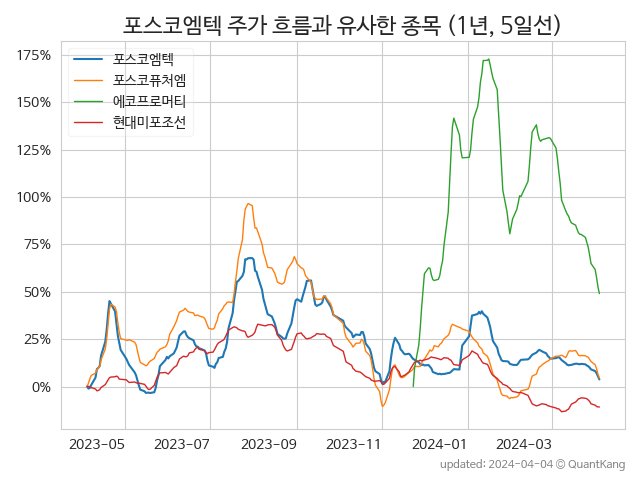 포스코엠텍 주가 흐름과 유사한 종목 (1년, 5일선)
175%
150%
125%
100%
75%
50%
25%
0%
포스코엠텍
포스코퓨처엠
에코프로머티
현대미포조선
2023-05
2023-07
2023-09
2023-11
2024-01
2024-03
updated: 2024-04-04 © QuantKang